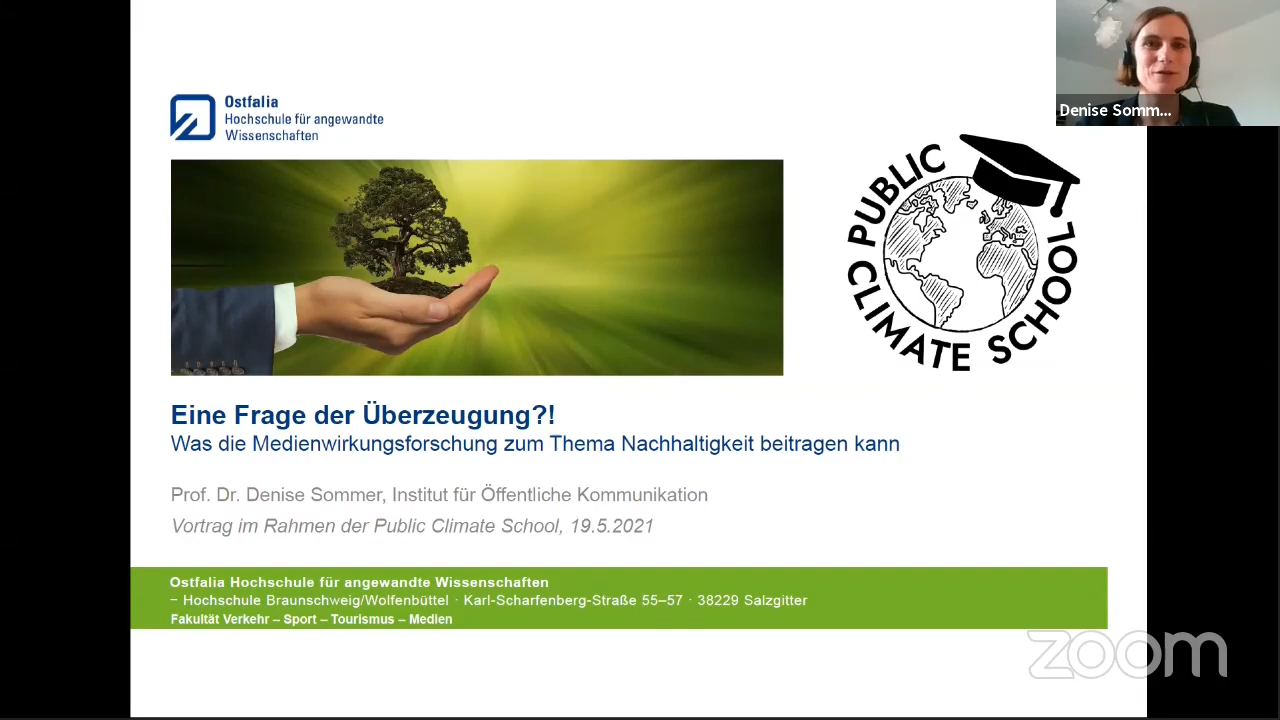 Denise Somm...
Ostfalia
Hochschule für angewandte
Wissenschaften
PUBLIC
CLIMATE SCHOOL
Eine Frage der Überzeugung?!
Was die Medienwirkungsforschung zum Thema Nachhaltigkeit beitragen kann
Prof. Dr. Denise Sommer, Institut für Öffentliche Kommunikation
Vortrag im Rahmen der Public Climate School, 19.5.2021
Ostfalia Hochschule für angewandte Wissenschaften
– Hochschule Braunschweig/Wolfenbüttel · Karl-Scharfenberg-Straße 55–57 · 38229 Salzgitter
Fakultät Verkehr – Sport – Tourismus – Medien
zoom